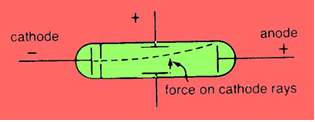 +
cathode
−
anode
+
force on cathode rays